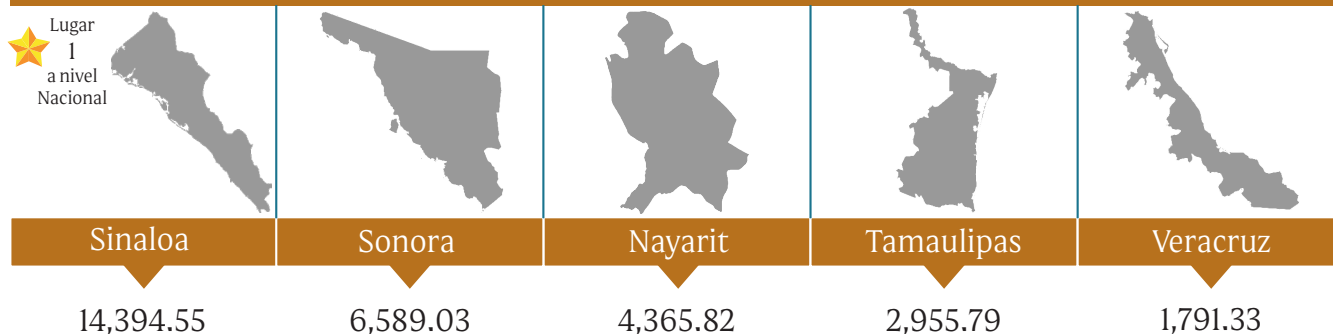 Lugar
1
a nivel
Nacional
Sinaloa
Sonora
Nayarit
Tamaulipas
Veracruz
14,394.55
6,589.03
4,365.82
2,955.79
1,791.33